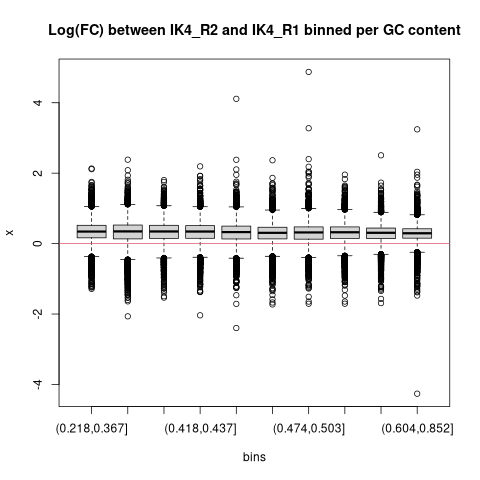 Log(FC) between IK4_R2 and IK4_R1 binned per GC content
4
2
0
-2
-4
x
(0.218,0.367] (0.418,0.437] (0.474,0.503] (0.604,0.852]
bins